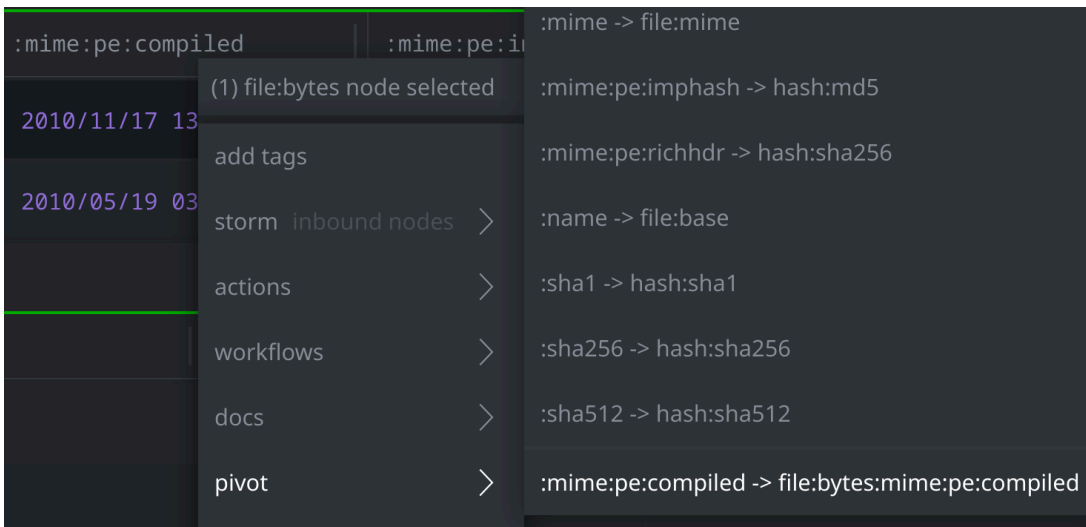 :mime:pe:compiled
:mime:pe:i
2010/11/17 13
2010/05/19 03
(1) file:bytes node selected
add tags
storm inbound nodes
actions
workflows
docs
pivot
:mime -> file:mime
:mime:pe:imphash -> hash:md5
:mime:pe:richhdr -> hash:sha256
:name -> file:base
:sha1 -> hash:sha1
:sha256 -> hash:sha256
:sha512 -> hash:sha512
:mime:pe:compiled -> file:bytes:mime:pe:compiled